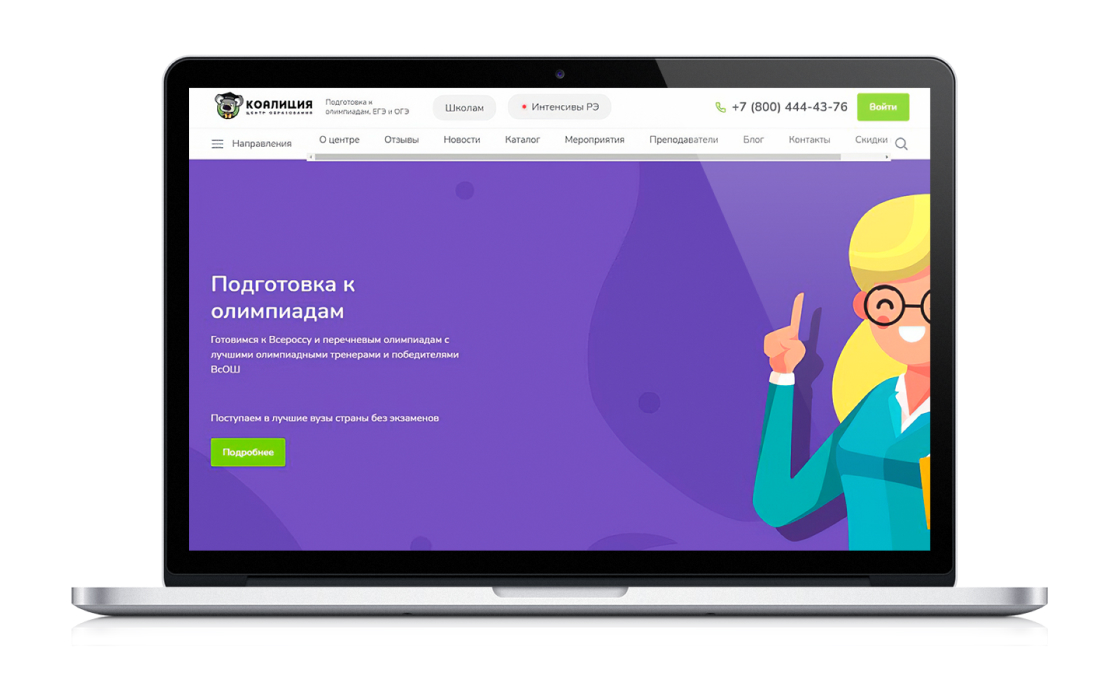 КОАЛИЦИЯ
ЦЕНТР ОБРАЗОВАНИЯ
Подготовка к
олимпиадам, ЕГЭ и ОГЭ
Школам
Интенсивы РЭ
+7 (800) 444-43-76
Войти
Направления
О центре
Отзывы
Новости
Каталог
Мероприятия
Преподаватели
Блог
Контакты
Скидки
Подготовка к
олимпиадам
Готовимся к Всероссу и перечневым олимпиадам с
лучшими олимпиадными тренерами и победителями
ВсОШ
Поступаем в лучшие вузы страны без экзаменов
Подробнее